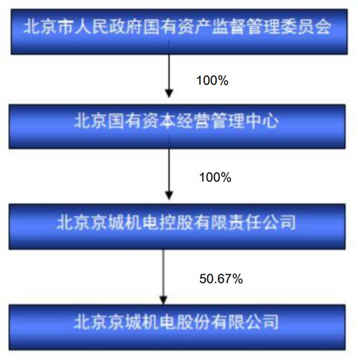 北京市人民政府国有资产监督管理委员会
100%
北京国有资本经营管理中心
100%
北京京城机电控股有限责任公司
50.67%
北京京城机电股份有限公司